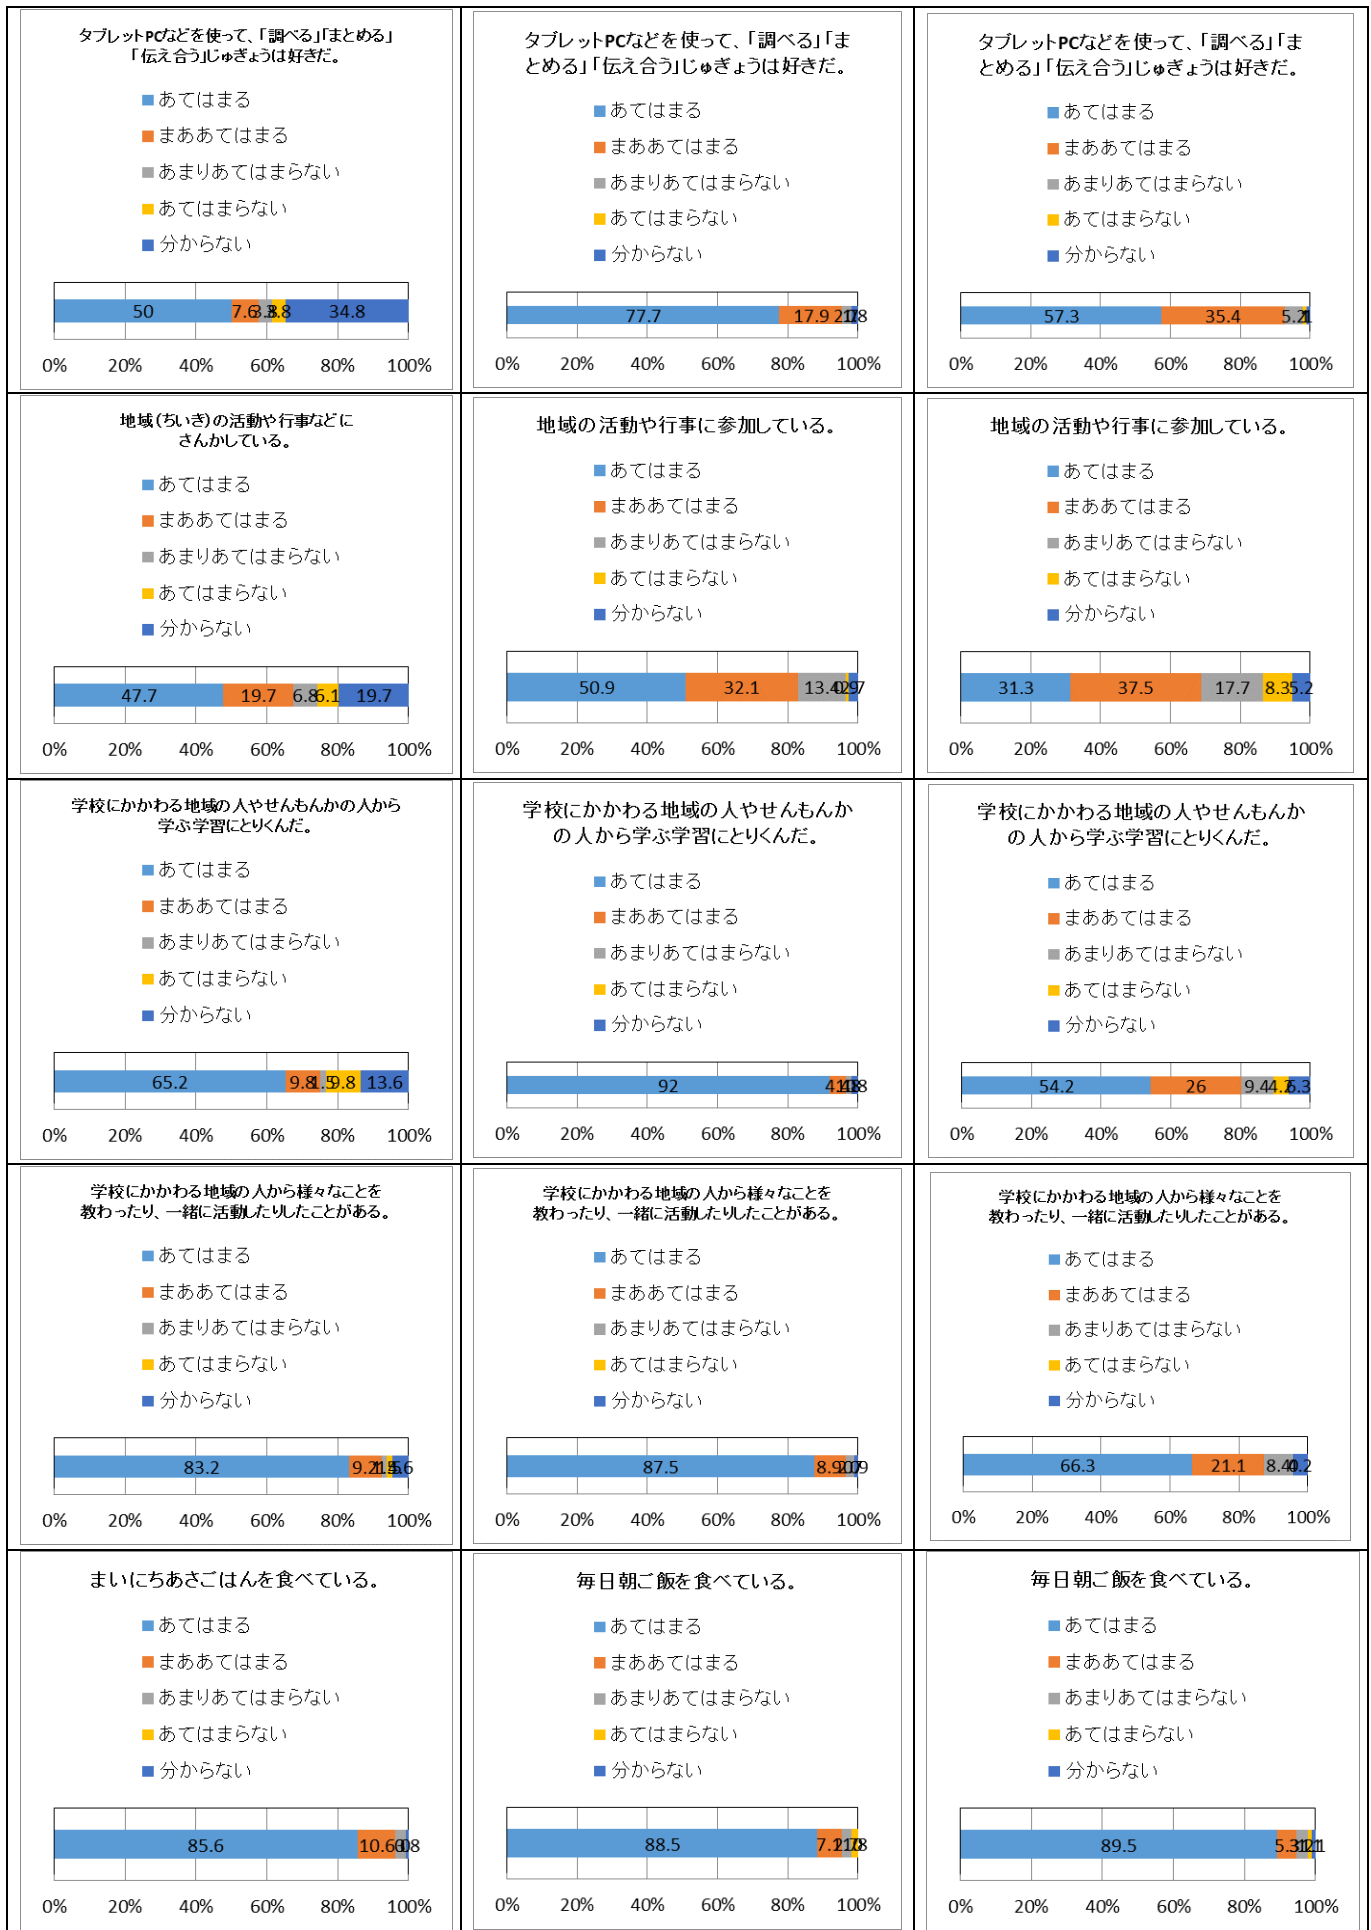 タブレットPCなどを使って、「調べる」「まとめる」
「伝え合う」じゅぎょうは好きだ。
あてはまる
まああてはまる
あまりあてはまらない
あてはまらない
分からない
50 7.6 3.8 3.8 34.8
0% 20% 40% 60% 80% 100%
タブレットPCなどを使って、「調べる」「ま
とめる」「伝え合う」じゅぎょうは好きだ。
あてはまる
まああてはまる
あまりあてはまらない
あてはまらない
分からない
77.7 17.9
0% 20% 40% 60% 80% 100%
タブレットPCなどを使って、「調べる」「ま
とめる」「伝え合う」じゅぎょうは好きだ。
あてはまる
まああてはまる
あまりあてはまらない
あてはまらない
分からない
57.3 35.4 5.2
0% 20% 40% 60% 80% 100%
地域(ちいき)の活動や行事などに
さんかしている。
あてはまる
まああてはまる
あまりあてはまらない
あてはまらない
分からない
47.7 19.7 6.8 6.1 19.7
0% 20% 40% 60% 80% 100%
地域の活動や行事に参加している。
あてはまる
まああてはまる
あまりあてはまらない
あてはまらない
分からない
50.9 32.1 13.4 0.9 2.7
0% 20% 40% 60% 80% 100%
地域の活動や行事に参加している。
あてはまる
まああてはまる
あまりあてはまらない
あてはまらない
分からない
31.3 37.5 17.7 8.3 5.2
0% 20% 40% 60% 80% 100%
学校にかかわる地域の人やせんもんかの人から
学ぶ学習にとりくんだ。
あてはまる
まああてはまる
あまりあてはまらない
あてはまらない
分からない
65.2 9.8 1.5 9.8 13.6
0% 20% 40% 60% 80% 100%
学校にかかわる地域の人やせんもんか
の人から学ぶ学習にとりくんだ。
あてはまる
まああてはまる
あまりあてはまらない
あてはまらない
分からない
92
0% 20% 40% 60% 80% 100%
学校にかかわる地域の人やせんもんか
の人から学ぶ学習にとりくんだ。
あてはまる
まああてはまる
あまりあてはまらない
あてはまらない
分からない
54.2 26 9.4 4.2 6.3
0% 20% 40% 60% 80% 100%
学校にかかわる地域の人から様々なことを
教わったり、一緒に活動したりしたことがある。
あてはまる
まああてはまる
あまりあてはまらない
あてはまらない
分からない
83.2 9.2
0% 20% 40% 60% 80% 100%
学校にかかわる地域の人から様々なことを
教わったり、一緒に活動したりしたことがある。
あてはまる
まああてはまる
あまりあてはまらない
あてはまらない
分からない
87.5 8.9
0% 20% 40% 60% 80% 100%
学校にかかわる地域の人から様々なことを
教わったり、一緒に活動したりしたことがある。
あてはまる
まああてはまる
あまりあてはまらない
あてはまらない
分からない
66.3 21.1 8.4 0 4.2
0% 20% 40% 60% 80% 100%
まいにちあさごはんを食べている。
あてはまる
まああてはまる
あまりあてはまらない
あてはまらない
分からない
85.6 10.6
0% 20% 40% 60% 80% 100%
毎日朝ご飯を食べている。
あてはまる
まああてはまる
あまりあてはまらない
あてはまらない
分からない
88.5 7.1
0% 20% 40% 60% 80% 100%
毎日朝ご飯を食べている。
あてはまる
まああてはまる
あまりあてはまらない
あてはまらない
分からない
89.5 5.3
0% 20% 40% 60% 80% 100%